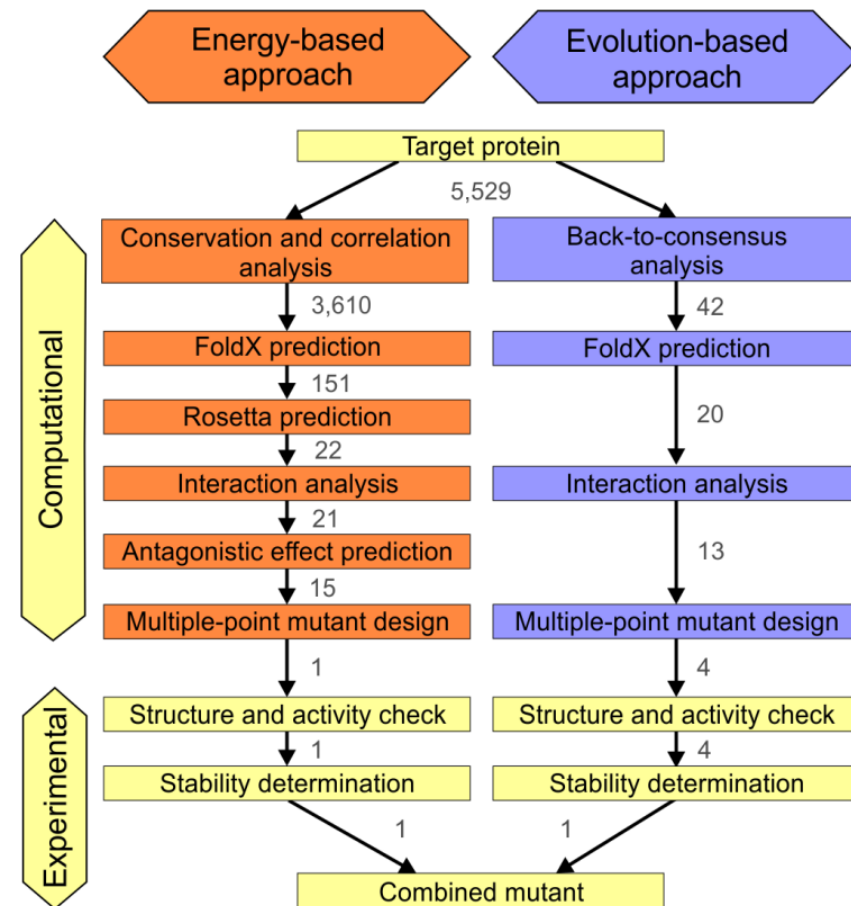 Energy-based
approach
Evolution-based
approach
Target protein
5,529
Conservation and correlation
analysis
Back-to-consensus
analysis
3,610
42
FoldX prediction
FoldX prediction
151
Rosetta prediction
20
22
Interaction analysis
Interaction analysis
21
Antagonistic effect prediction
13
15
Multiple-point mutant design
Multiple-point mutant design
1
4
Structure and activity check
Structure and activity check
1
4
Stability determination
Stability determination
1
1
Combined mutant
Computational
Experimental